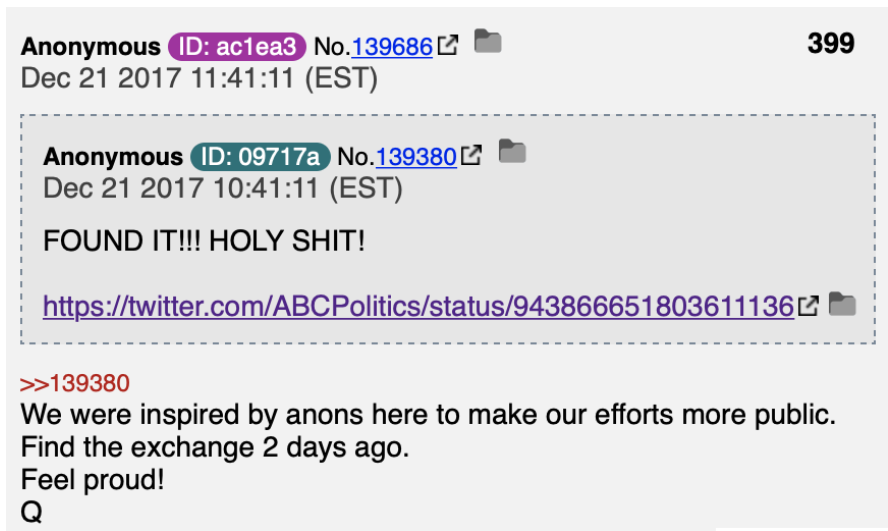 Anonymous ID: ac1ea3 No.139686 399
Dec 21 2017 11:41:11 (EST)
Anonymous ID: 09717a No.139380
Dec 21 2017 10:41:11 (EST)
FOUND IT!!! HOLY SHIT!
https://twitter.com/ABCPolitics/status/943866651803611136
>>139380
We were inspired by anons here to make our efforts more public.
Find the exchange 2 days ago.
Feel proud!
Q